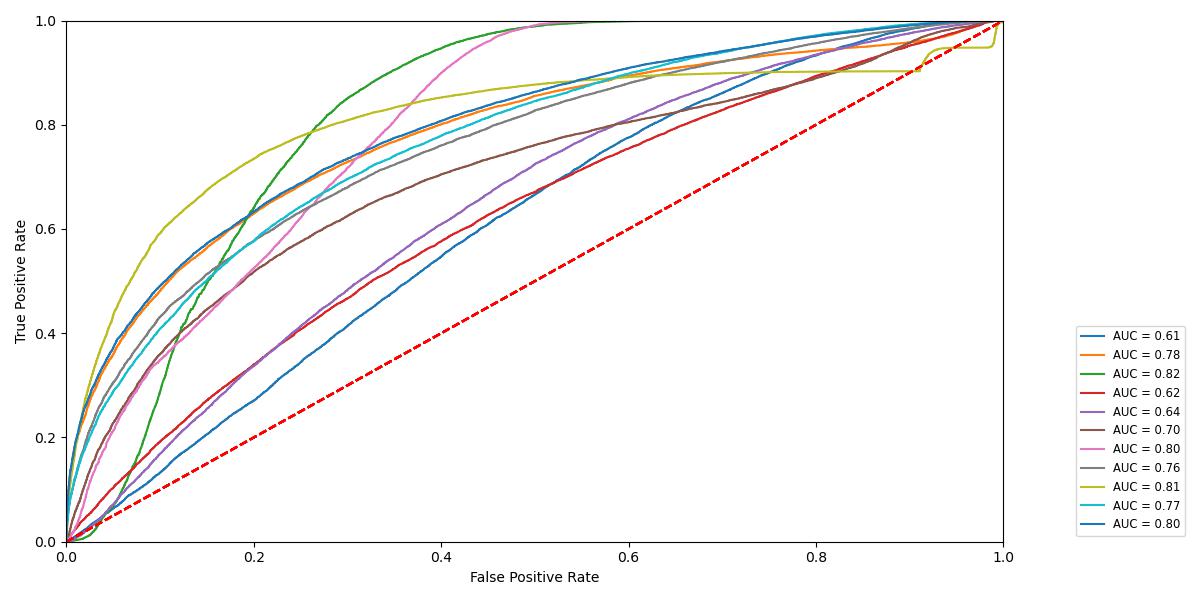 1.0
0.8
0.6
0.4
0.2
0.0
True Positive Rate
0.0 0.2 0.4 0.6 0.8 1.0
False Positive Rate
AUC = 0.61
AUC = 0.78
AUC = 0.82
AUC = 0.62
AUC = 0.64
AUC = 0.70
AUC = 0.80
AUC = 0.76
AUC = 0.81
AUC = 0.77
AUC = 0.80